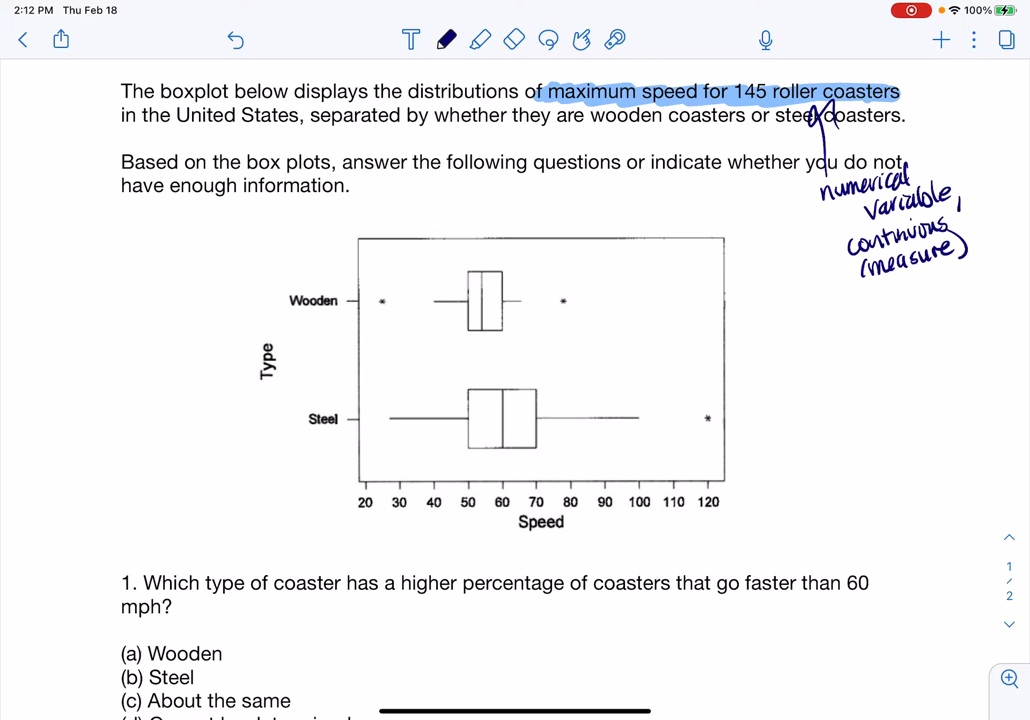 2:12 PM Thu Feb 18
100%
T
The boxplot below displays the distributions of maximum speed for 145 roller coasters
in the United States, separated by whether they are wooden coasters or steel coasters.
Based on the box plots, answer the following questions or indicate whether you do not
have enough information.
numerical
variable,
continuous
(measure)
Wooden
Type
Steel
20 30 40 50 60 70 80 90 100 110 120
Speed
1
/
2
1. Which type of coaster has a higher percentage of coasters that go faster than 60
mph?
(a) Wooden
(b) Steel
(c) About the same